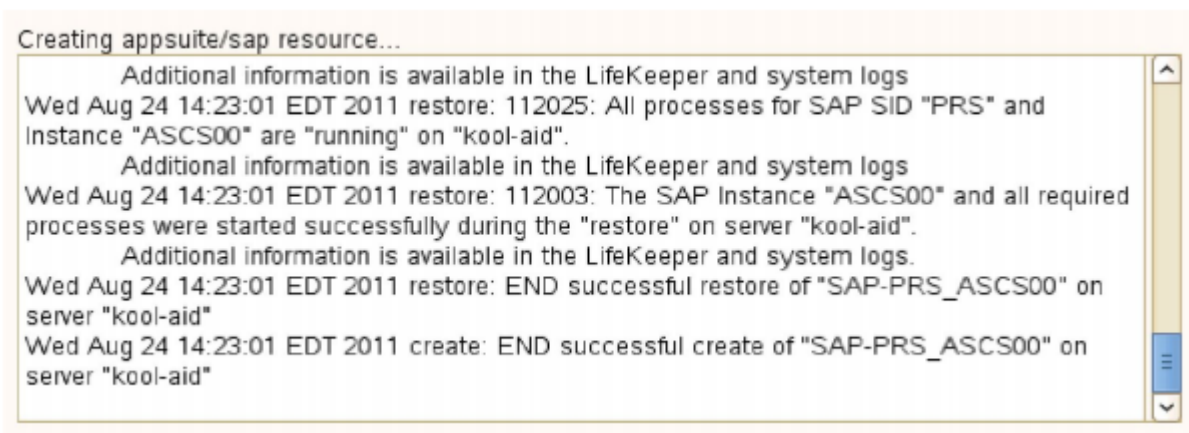 Creating appsuite/sap resource...
Additional information is available in the LifeKeeper and system logs
Wed Aug 24 14:23:01 EDT 2011 restore: 112025: All processes for SAP SID "PRS" and
Instance "ASCS00" are "running" on "kool-aid".
Additional information is available in the LifeKeeper and system logs
Wed Aug 24 14:23:01 EDT 2011 restore: 112003: The SAP Instance "ASCS00" and all required
processes were started successfully during the "restore" on server "kool-aid".
Additional information is available in the LifeKeeper and system logs.
Wed Aug 24 14:23:01 EDT 2011 restore: END successful restore of "SAP-PRS_ASCS00" on
server "kool-aid"
Wed Aug 24 14:23:01 EDT 2011 create: END successful create of "SAP-PRS_ASCS00" on
server "kool-aid"